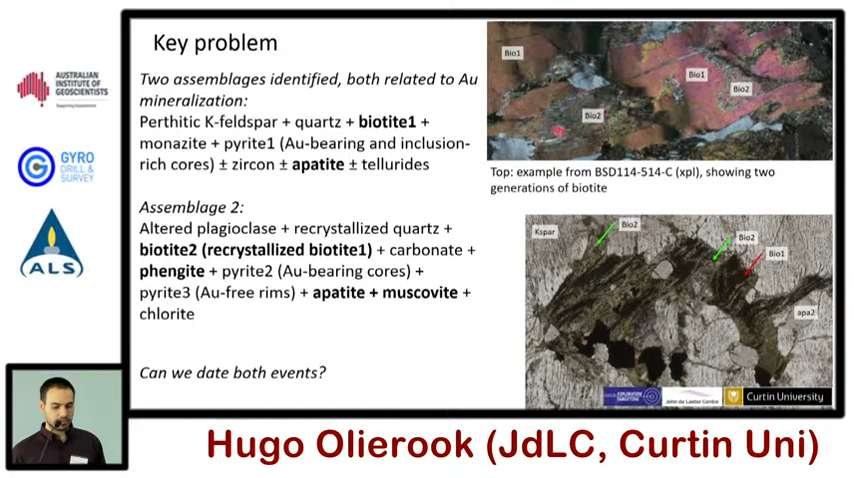 Key problem
Two assemblages identified, both related to Au
mineralization:
Perthitic K-feldspar + quartz + biotite1 +
monazite + pyrite1 (Au-bearing and inclusion-
rich cores) ± zircon ± apatite ± tellurides
Assemblage 2:
Altered plagioclase + recrystallized quartz +
biotite2 (recrystallized biotite1) + carbonate +
phengite + pyrite2 (Au-bearing cores) +
pyrite3 (Au-free rims) + apatite + muscovite +
chlorite
Can we date both events?
Bio1
Bio1
Bio2
Bio2
Top: example from BSD114-514-C (xpl), showing two
generations of biotite
Kspar
Bio2
Bio2
Bio1
apa2
John de Laeter Centre
Curtin University
AUSTRALIAN
INSTITUTE OF
GEOSCIENTISTS
Supporting Geoscientists
GYRO
DRILL &
SURVEY
ALS
Hugo Olierook (JdLC, Curtin Uni)